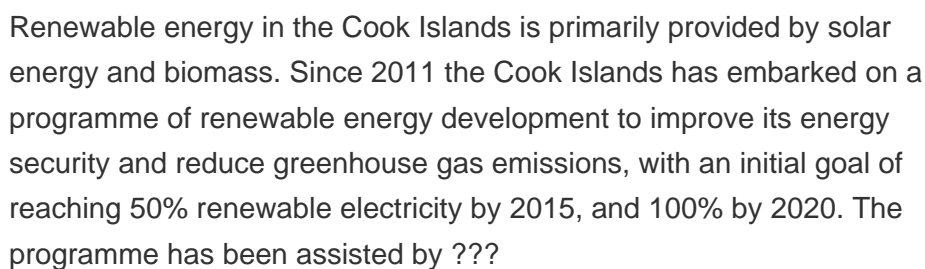 Renewable energy in the Cook Islands is primarily provided by solar
energy and biomass. Since 2011 the Cook Islands has embarked on a
programme of renewable energy development to improve its energy
security and reduce greenhouse gas emissions, with an initial goal of
reaching 50% renewable electricity by 2015, and 100% by 2020. The
programme has been assisted by ???